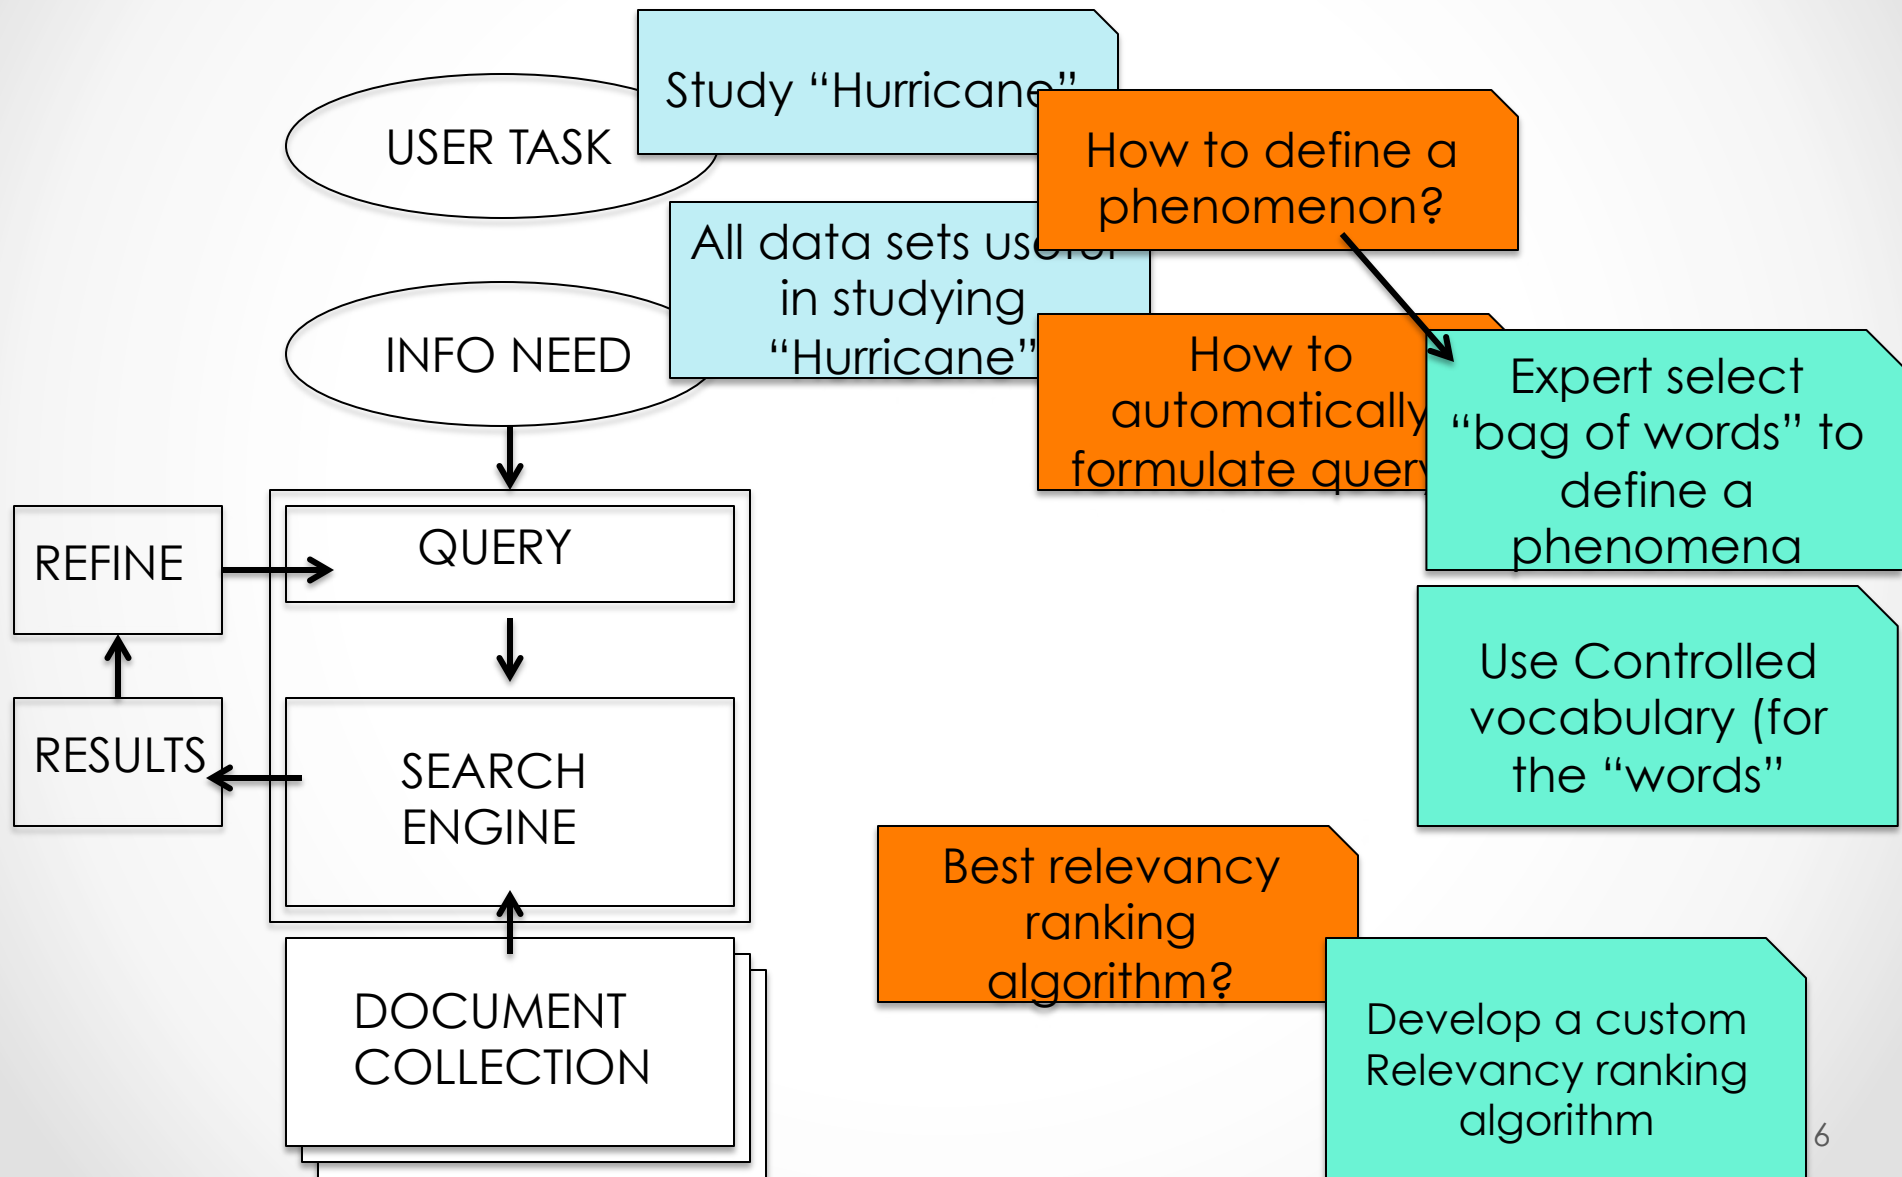 USER TASK
Study “Hurricane”
How to define a
phenomenon?
INFO NEED
All data sets useful
in studying
“Hurricane”
How to
automatically
formulate query
Expert select
“bag of words” to
define a
phenomena
Use Controlled
vocabulary (for
the “words”
REFINE
QUERY
RESULTS
SEARCH
ENGINE
Best relevancy
ranking
algorithm?
DOCUMENT
COLLECTION
Develop a custom
Relevancy ranking
algorithm
6